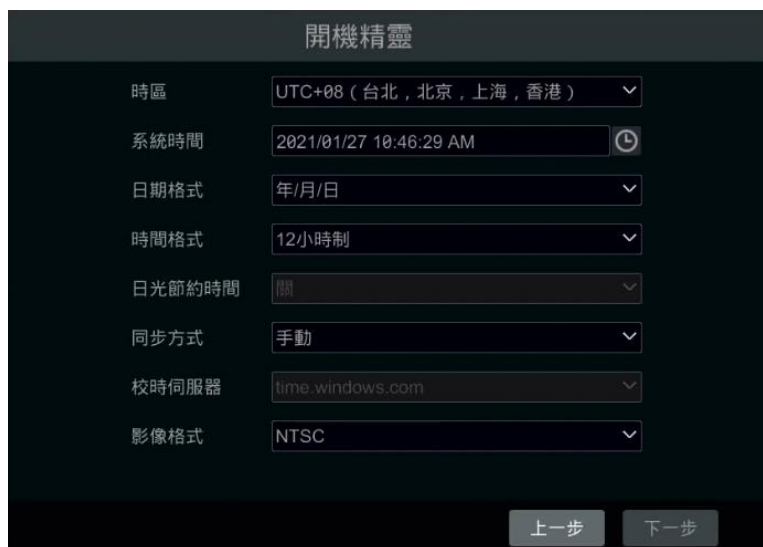 開機精靈
時區 UTC+08 ( 台北 , 北京 , 上海 , 香港 )
系統時間 2021/01/27 10:46:29 AM
日期格式 年/月/日
時間格式 12小時制
日光節約時間 關
同步方式 手動
校時伺服器 time.windows.com
影像格式 NTSC
上一步 下一步